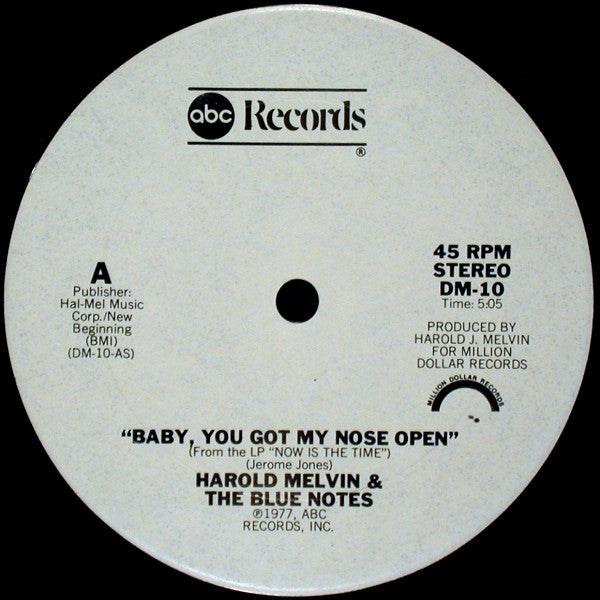 abc Records
®
A
Publisher:
Hal-Mel Music
Corp./New
Beginning
(BMI)
(DM-10-AS)
45 RPM
STEREO
DM-10
Time: 5:05
PRODUCED BY
HAROLD J. MELVIN
FOR MILLION
DOLLAR RECORDS
MILLION DOLLAR RECORDS
"BABY, YOU GOT MY NOSE OPEN"
(From the LP "NOW IS THE TIME")
(Jerome Jones)
HAROLD MELVIN &
THE BLUE NOTES
℗1977, ABC
RECORDS, INC.